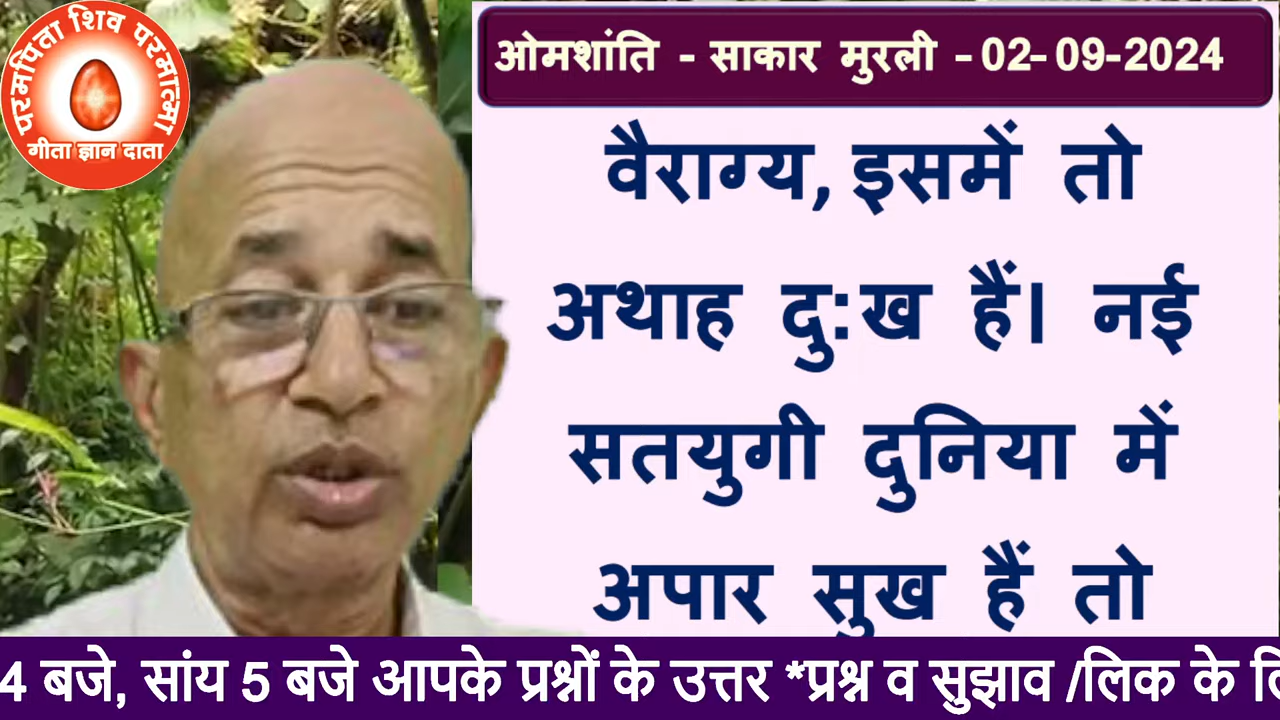 परमपिता शिव परमात्मा
गीता ज्ञान दाता
ओमशांति - साकार मुरली - 02-09-2024
वैराग्य, इसमें तो
अथाह दु:ख हैं। नई
सतयुगी दुनिया में
अपार सुख हैं तो
4 बजे, सांय 5 बजे आपके प्रश्नों के उत्तर *प्रश्न व सुझाव /लिक के